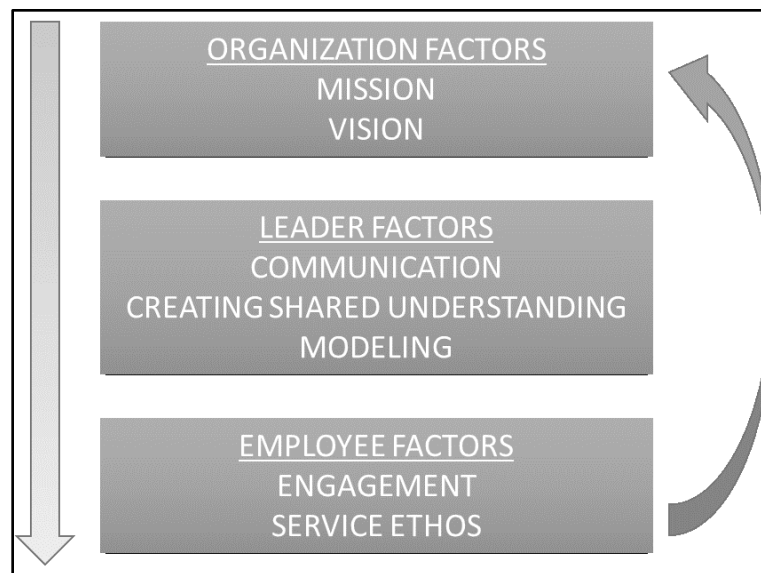 ORGANIZATION FACTORS
MISSION
VISION
LEADER FACTORS
COMMUNICATION
CREATING SHARED UNDERSTANDING
MODELING
EMPLOYEE FACTORS
ENGAGEMENT
SERVICE ETHOS